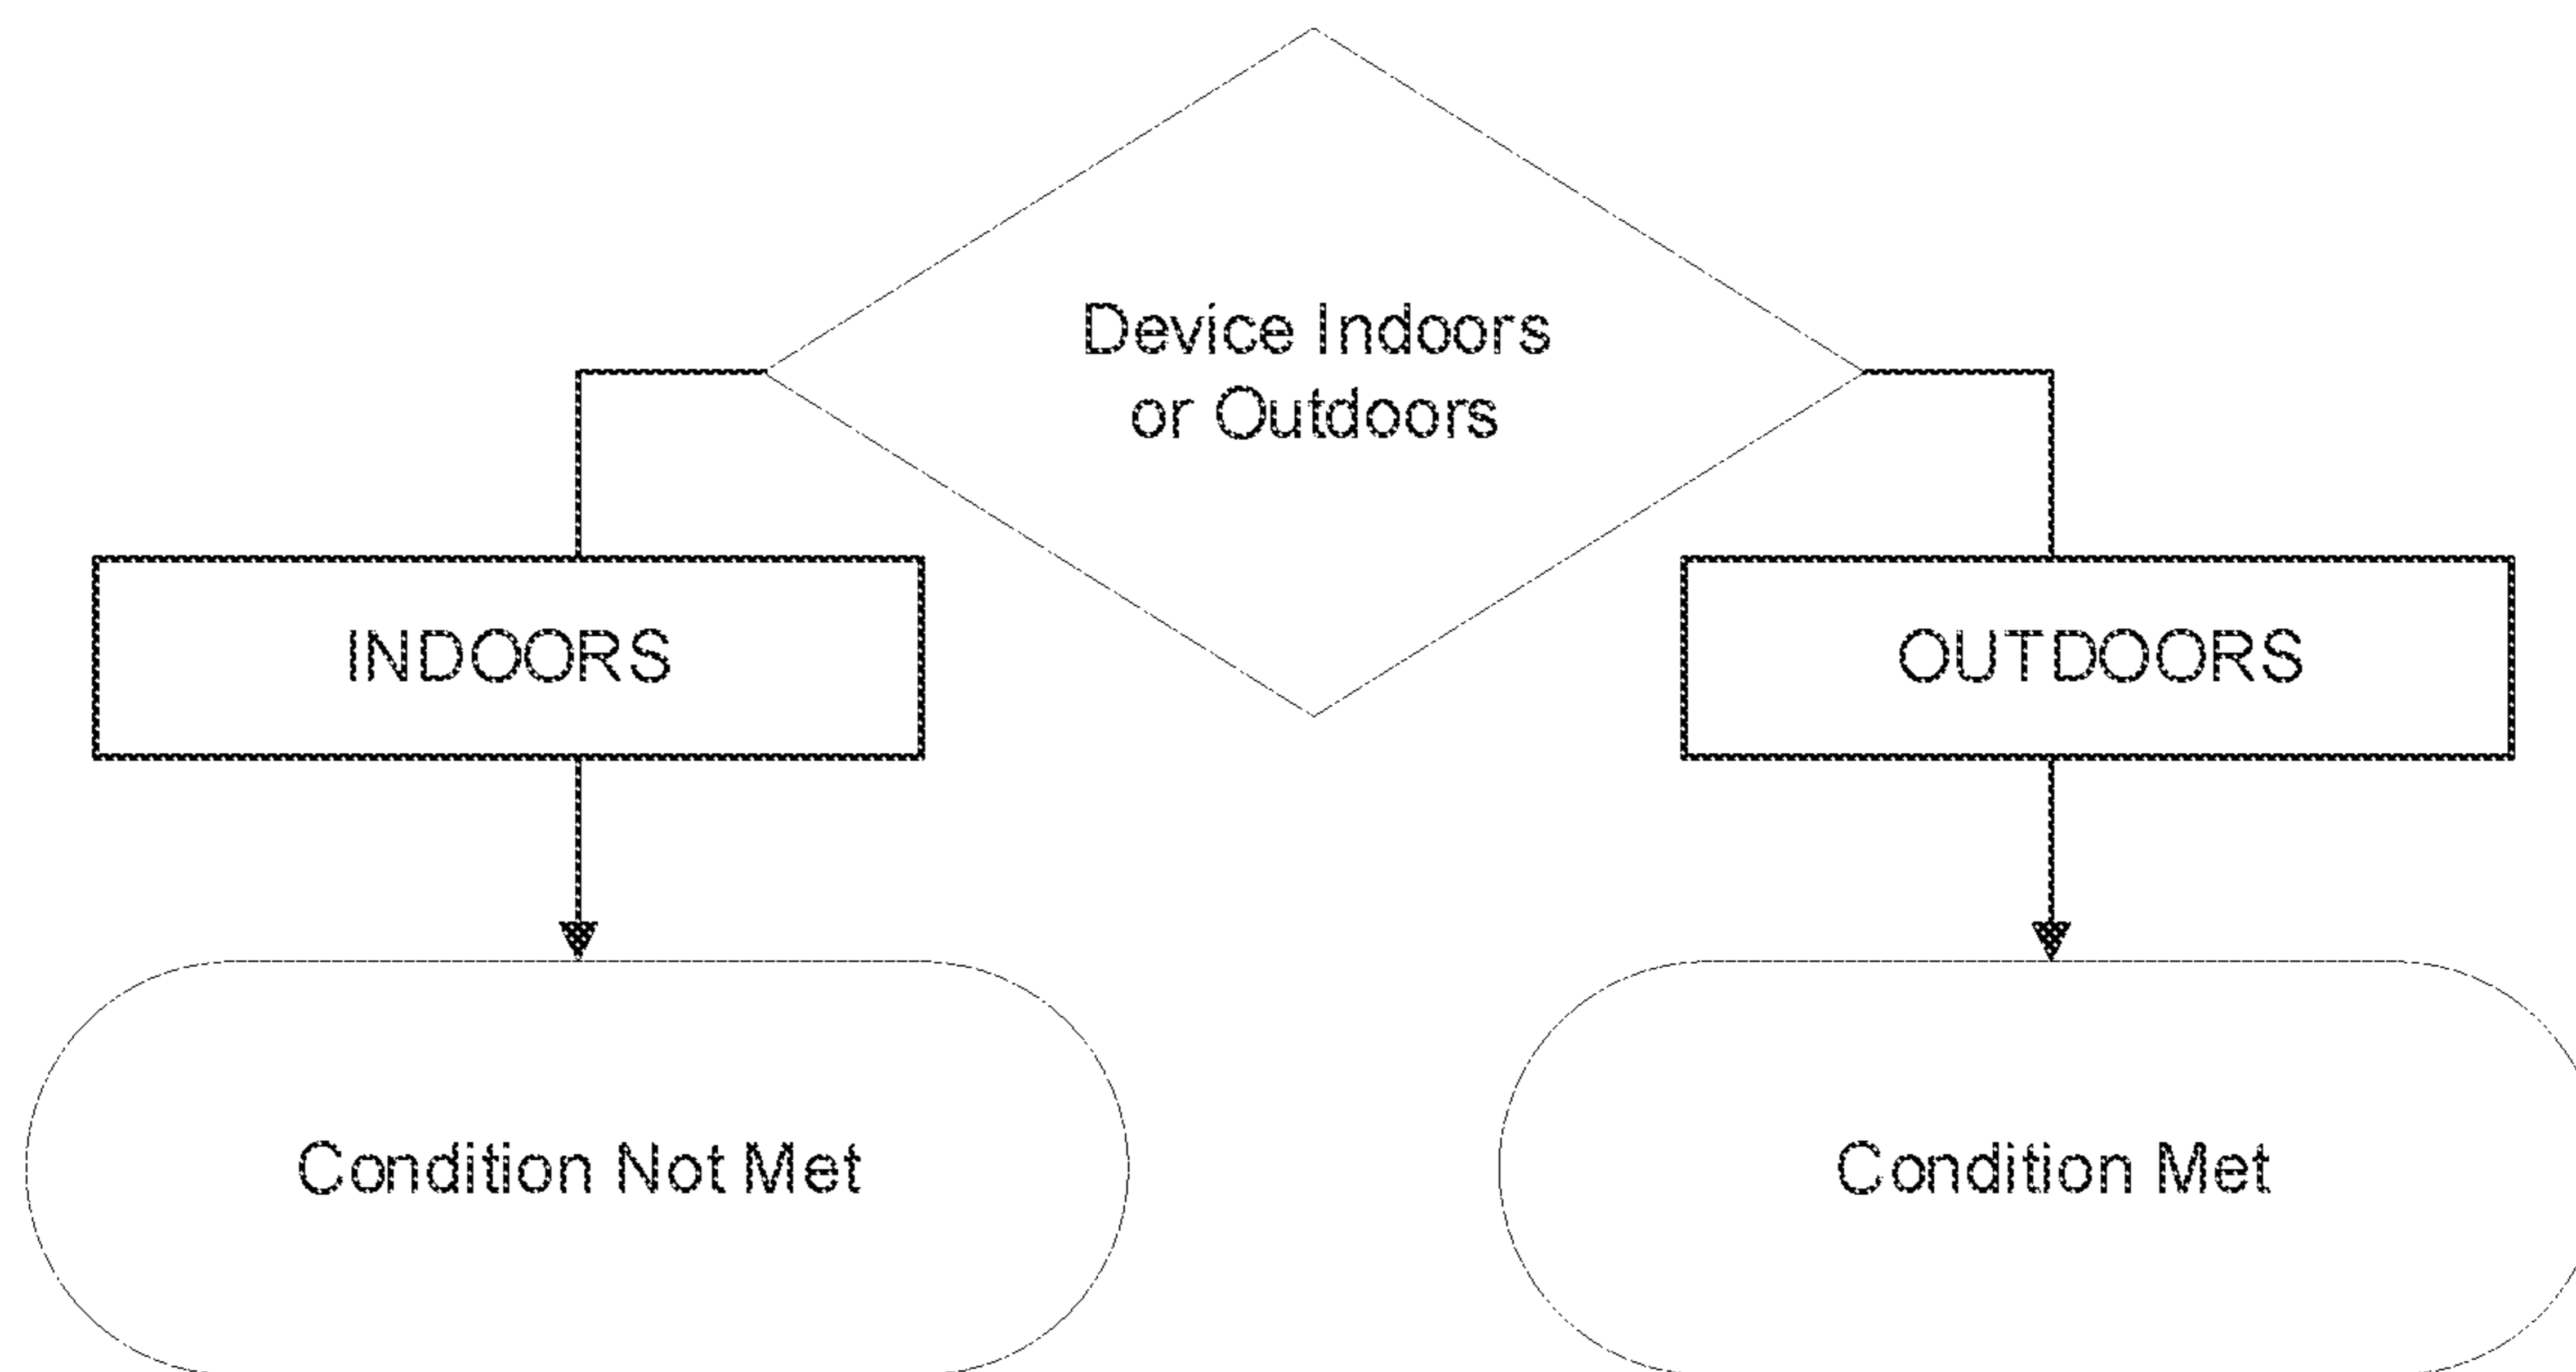 Device Indoors
or Outdoors
INDOORS
OUTDOORS
Condition Not Met
Condition Met